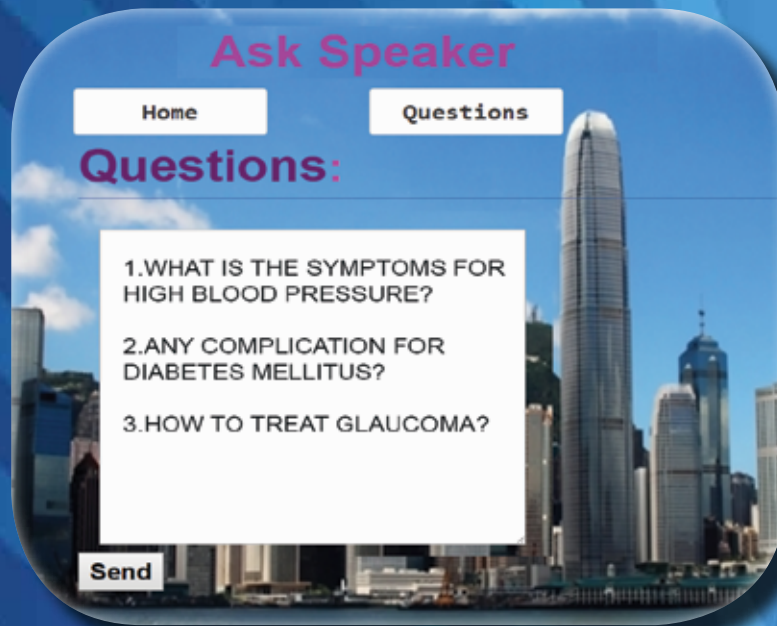 Ask Speaker
Home
Questions
Questions:
1.WHAT IS THE SYMPTOMS FOR
HIGH BLOOD PRESSURE?
2.ANY COMPLICATION FOR
DIABETES MELLITUS?
3.HOW TO TREAT GLAUCOMA?
Send